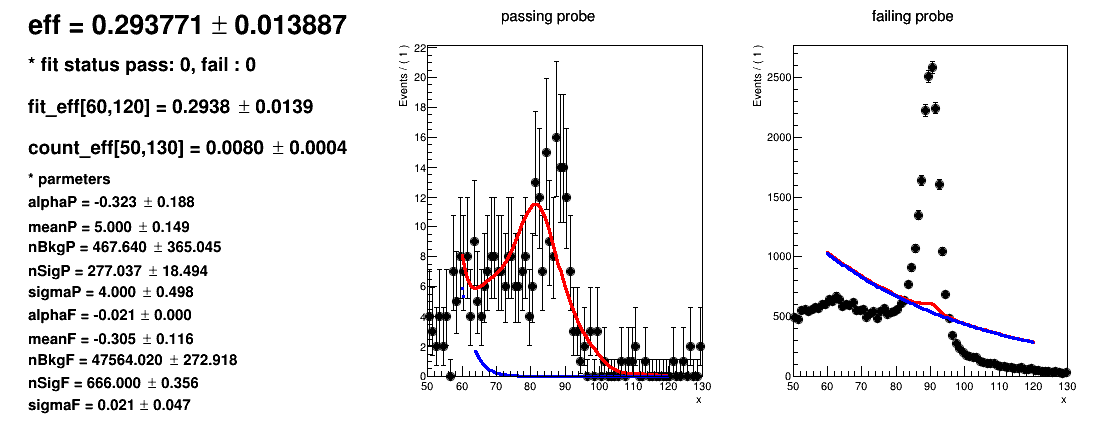 eff = 0.293771 ± 0.013887
* fit status pass: 0, fail : 0
fit_eff[60,120] = 0.2938 ± 0.0139
count_eff[50,130] = 0.0080 ± 0.0004
* parmeters
alphaP = -0.323 ± 0.188
meanP = 5.000 ± 0.149
nBkgP = 467.640 ± 365.045
nSigP = 277.037 ± 18.494
sigmaP = 4.000 ± 0.498
alphaF = -0.021 ± 0.000
meanF = -0.305 ± 0.116
nBkgF = 47564.020 ± 272.918
nSigF = 666.000 ± 0.356
sigmaF = 0.021 ± 0.047
passing probe
Events / ( 1 )
22
20
18
16
14
12
10
8
6
4
2
0
50 60 70 80 90 100 110 120 130
x
failing probe
Events / ( 1 )
2500
2000
1500
1000
500
0
50 60 70 80 90 100 110 120 130
x